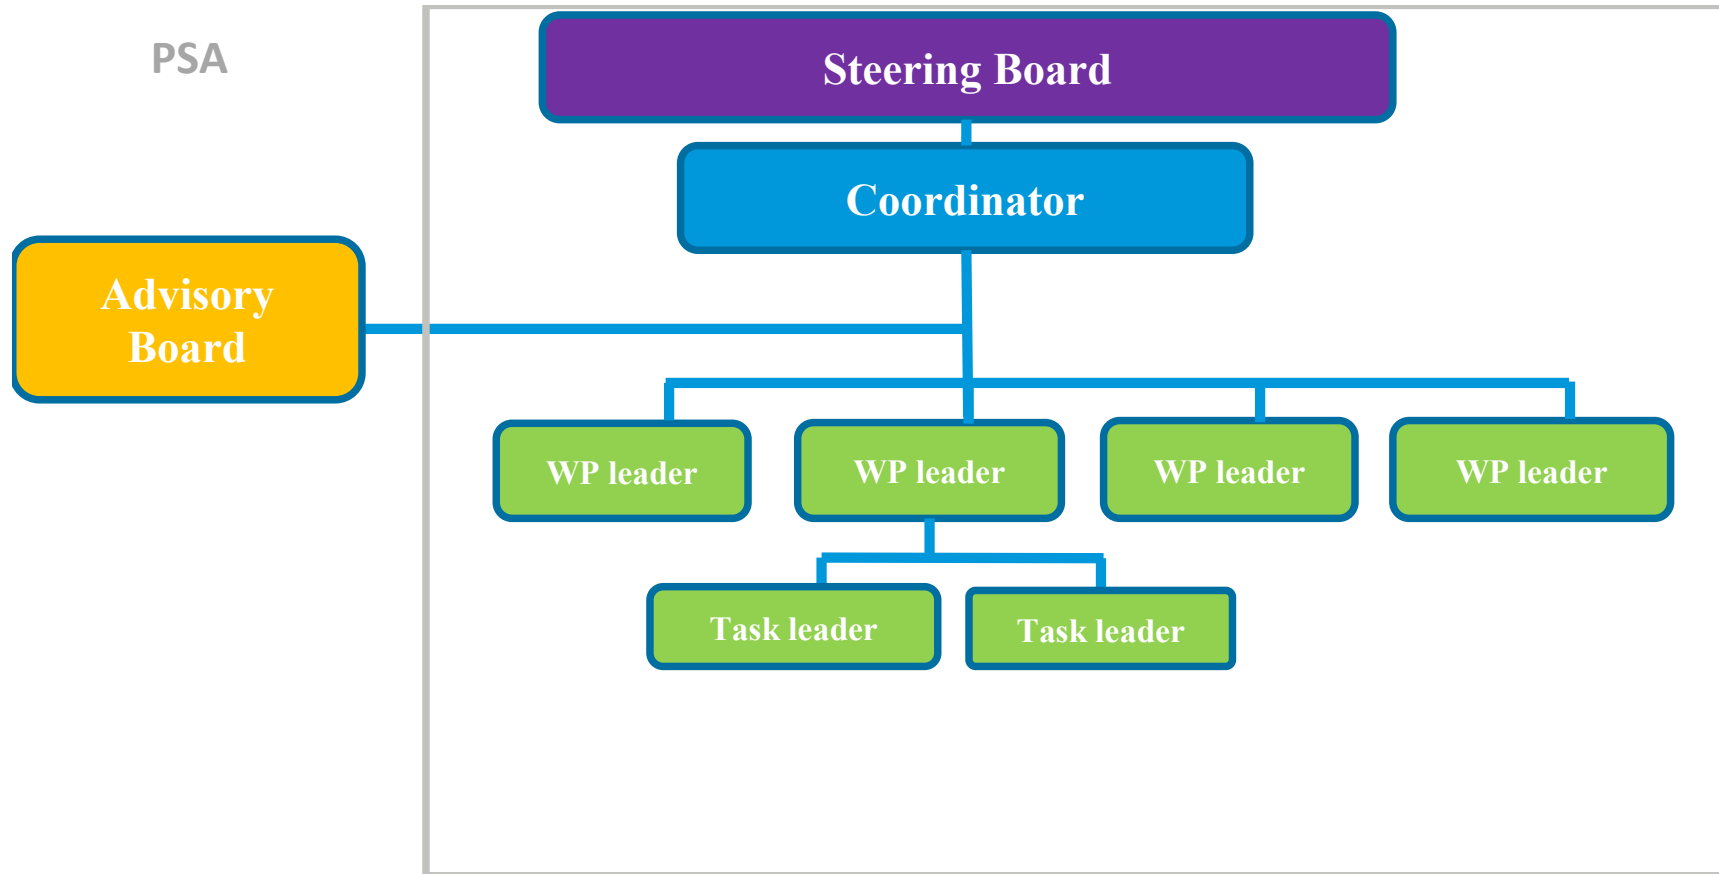 PSA
Steering Board
Coordinator
Advisory
Board
WP leader
WP leader
WP leader
WP leader
Task leader
Task leader